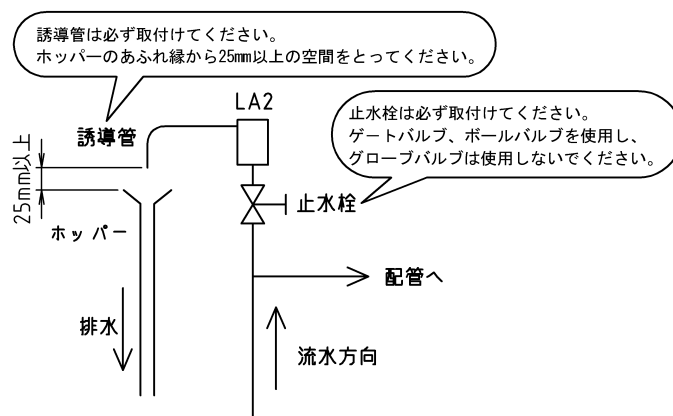 誘導管は必ず取付けてください。
ホッパーのあふれ縁から25mm以上の空間をとってください。
LA2
止水栓は必ず取付けてください。
ゲートバルブ、ボールバルブを使用し、
グローブバルブは使用しないでください。
誘導管
25mm以上
止水栓
ホッパー
配管へ
排水
流水方向